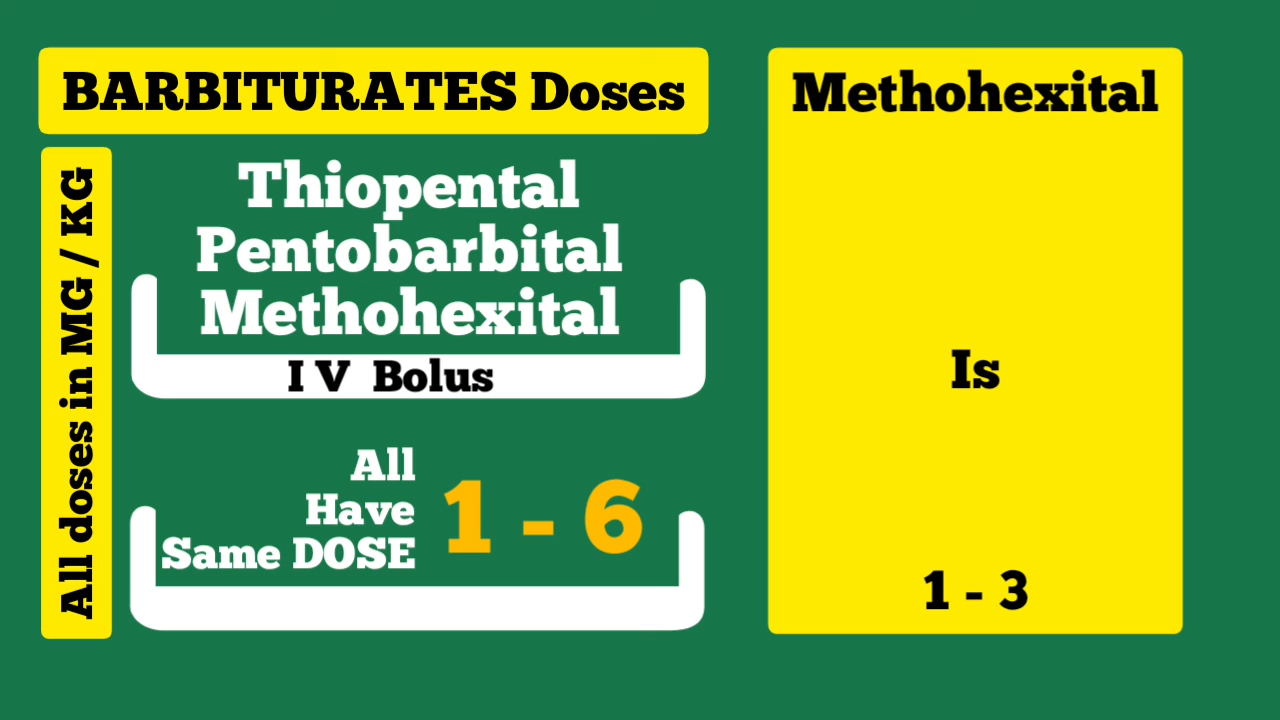 BARBITURATES Doses
All doses in MG / KG
Thiopental
Pentobarbital
Methohexital
I V Bolus
All
Have
Same DOSE
1 - 6
Methohexital
Is
1 - 3